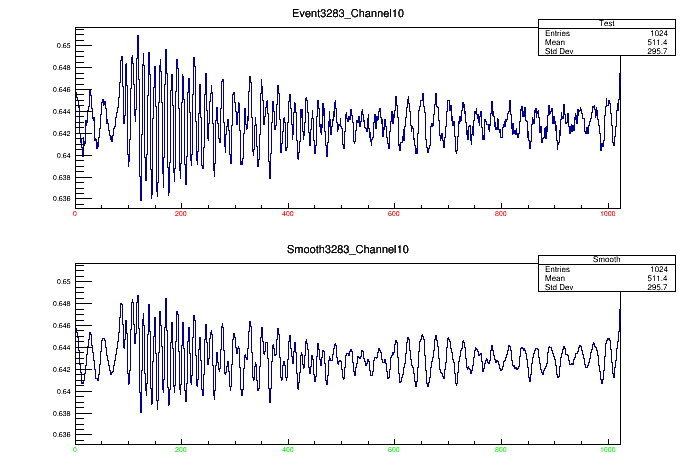 Event3283_Channel10
Test
Entries 1024
Mean 511.4
Std Dev 295.7
0.65
0.648
0.646
0.644
0.642
0.64
0.638
0.636
0 200 400 600 800 1000
Smooth3283_Channel10
Smooth
Entries 1024
Mean 511.4
Std Dev 295.7
0.65
0.648
0.646
0.644
0.642
0.64
0.638
0.636
0 200 400 600 800 1000